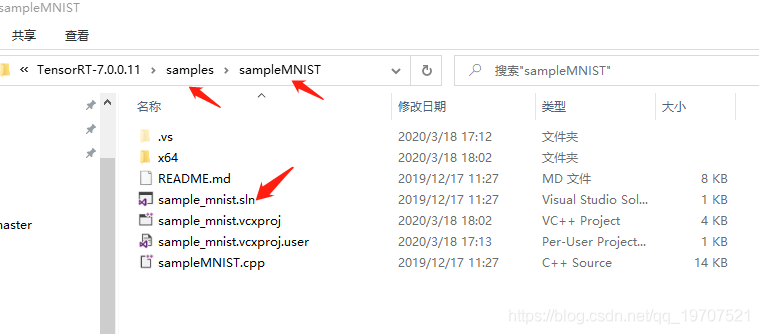 sampleMNIST
共享 查看
« TensorRT-7.0.0.11 › samples › sampleMNIST 搜索"sampleMNIST"
名称 修改日期 类型 大小
.vs 2020/3/18 17:12 文件夹
x64 2020/3/18 18:02 文件夹
README.md 2019/12/17 11:27 MD 文件 8 KB
sample_mnist.sln 2019/12/17 11:27 Visual Studio Sol... 1 KB
sample_mnist.vcxproj 2020/3/18 18:02 VC++ Project 4 KB
naster
sample_mnist.vcxproj.user 2020/3/18 17:13 Per-User Project... 1 KB
sampleMNIST.cpp 2019/12/17 11:27 C++ Source 14 KB
https://blog.csdn.net/qq_19707521